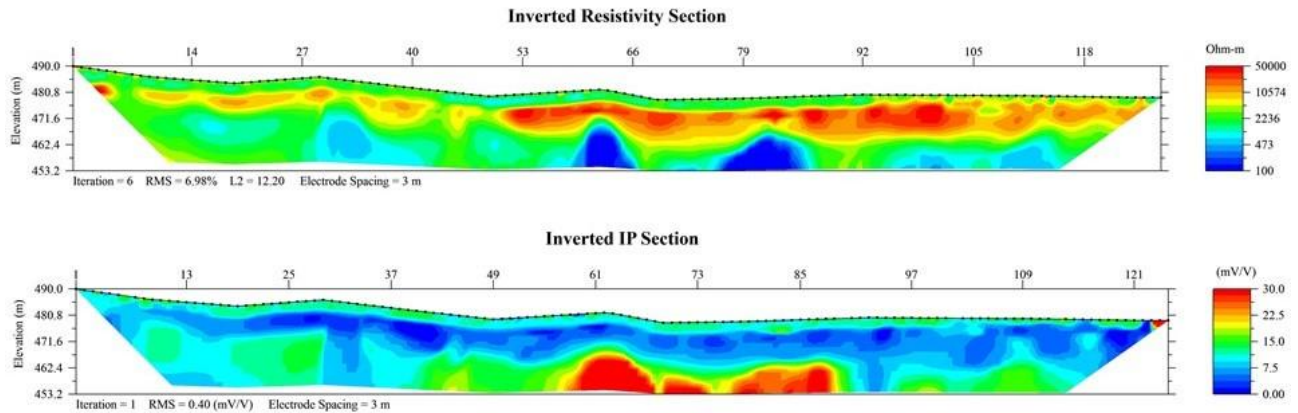 Inverted Resistivity Section
1 14 27 40 53 66 79 92 105 118
Ohm-m
Elevation (m)
490.0
480.8
471.6
462.4
453.2
50000
10574
2236
473
100
Iteration = 6 RMS = 6.98% L2 = 12.20 Electrode Spacing = 3 m
Inverted IP Section
1 13 25 37 49 61 73 85 97 109 121
(mV/V)
Elevation (m)
490.0
480.8
471.6
462.4
453.2
30.0
22.5
15.0
7.5
0.00
Iteration = 1 RMS = 0.40 (mV/V) Electrode Spacing = 3 m